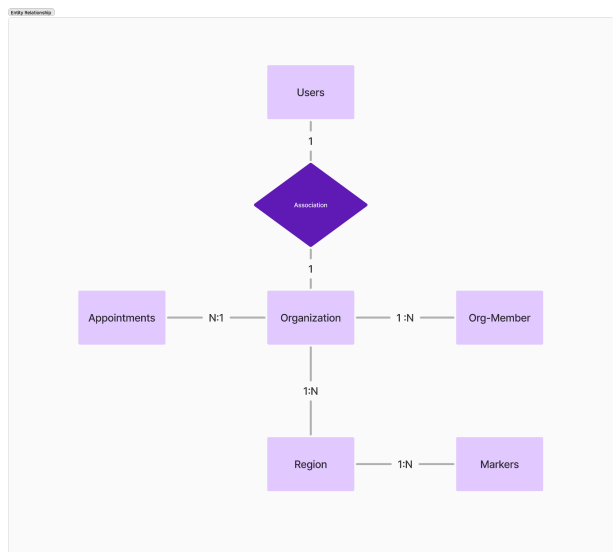 Entity Relationship
Users
1
Association
1
Appointments
N:1
Organization
1 :N
Org-Member
1:N
Region
1:N
Markers